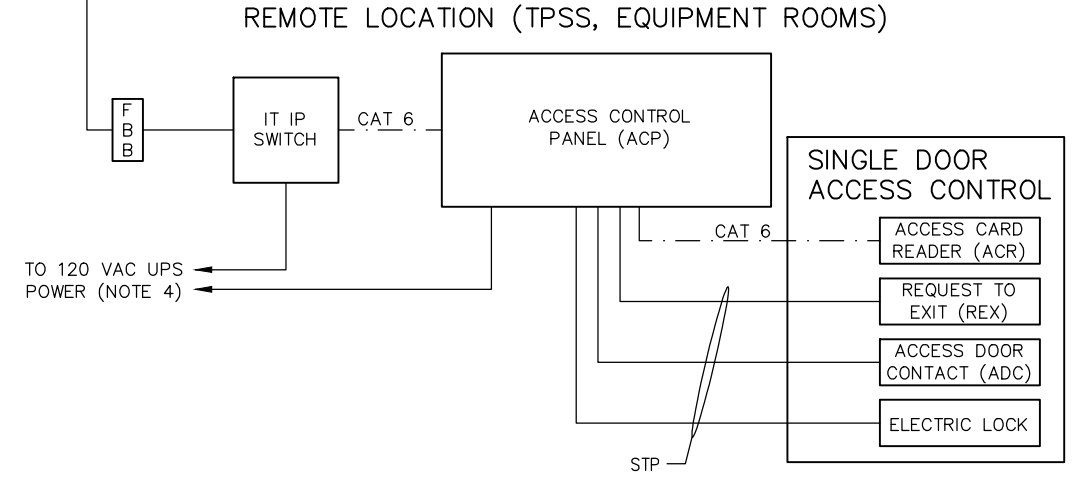 REMOTE LOCATION (TPSS, EQUIPMENT ROOMS)
F
B
B
IT IP
SWITCH
CAT 6
ACCESS CONTROL
PANEL (ACP)
SINGLE DOOR
ACCESS CONTROL
CAT 6
ACCESS CARD
READER (ACR)
TO 120 VAC UPS
POWER (NOTE 4)
REQUEST TO
EXIT (REX)
ACCESS DOOR
CONTACT (ADC)
ELECTRIC LOCK
STP